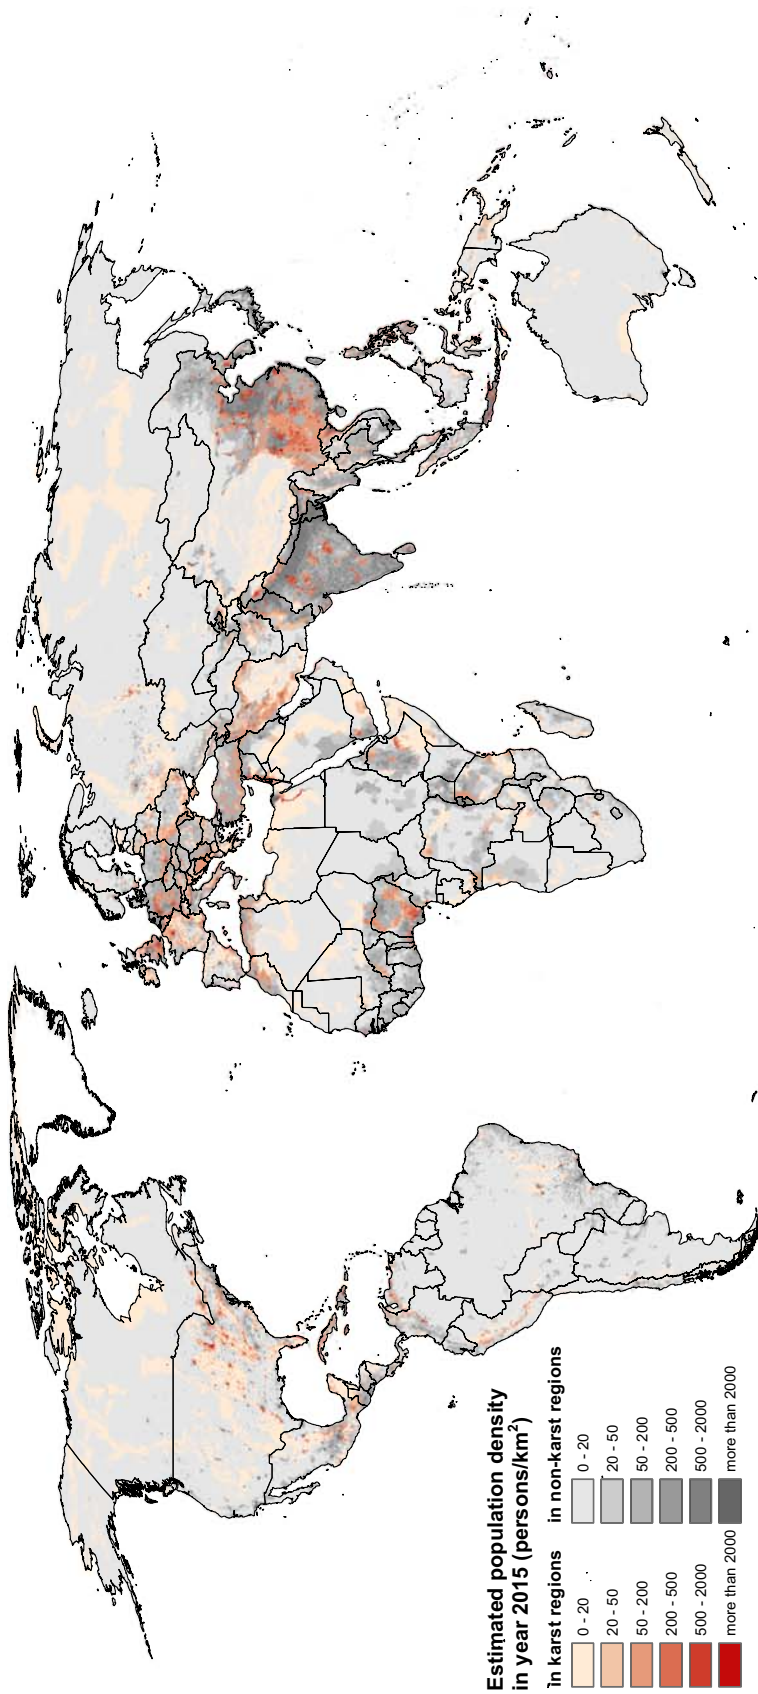 Estimated population density
in year 2015 (persons/km²)
in karst regions
0 - 20
20 - 50
50 - 200
200 - 500
500 - 2000
more than 2000
in non-karst regions
0 - 20
20 - 50
50 - 200
200 - 500
500 - 2000
more than 2000